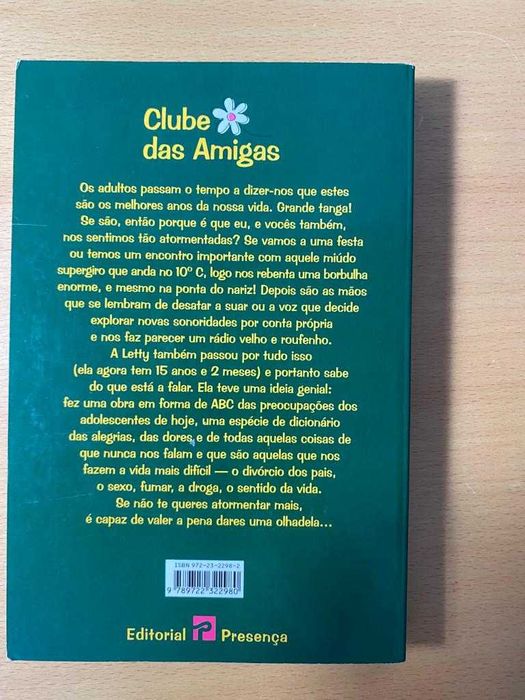 Clube
das Amigas
Os adultos passam o tempo a dizer-nos que estes
são os melhores anos da nossa vida. Grande tanga!
Se são, então porque é que eu, e vocês também,
nos sentimos tão atormentadas? Se vamos a uma festa
ou temos um encontro importante com aquele miúdo
supergiro que anda no 10º C, logo nos rebenta uma borbulha
enorme, e mesmo na ponta do nariz! Depois são as mãos
que se lembram de desatar a suar ou a voz que decide
explorar novas sonoridades por conta própria
e nos faz parecer um rádio velho e roufenho.
A Letty também passou por tudo isso
(ela agora tem 15 anos e 2 meses) e portanto sabe
do que está a falar. Ela teve uma ideia genial:
fez uma obra em forma de ABC das preocupações dos
adolescentes de hoje, uma espécie de dicionário
das alegrias, das dores e de todas aquelas coisas de
que nunca nos falam e que são aquelas que nos
fazem a vida mais difícil — o divórcio dos pais,
o sexo, fumar, a droga, o sentido da vida.
Se não te queres atormentar mais,
é capaz de valer a pena dares uma olhadela...
ISBN 972-23-2298-2
9 789722 322980
Editorial Presença